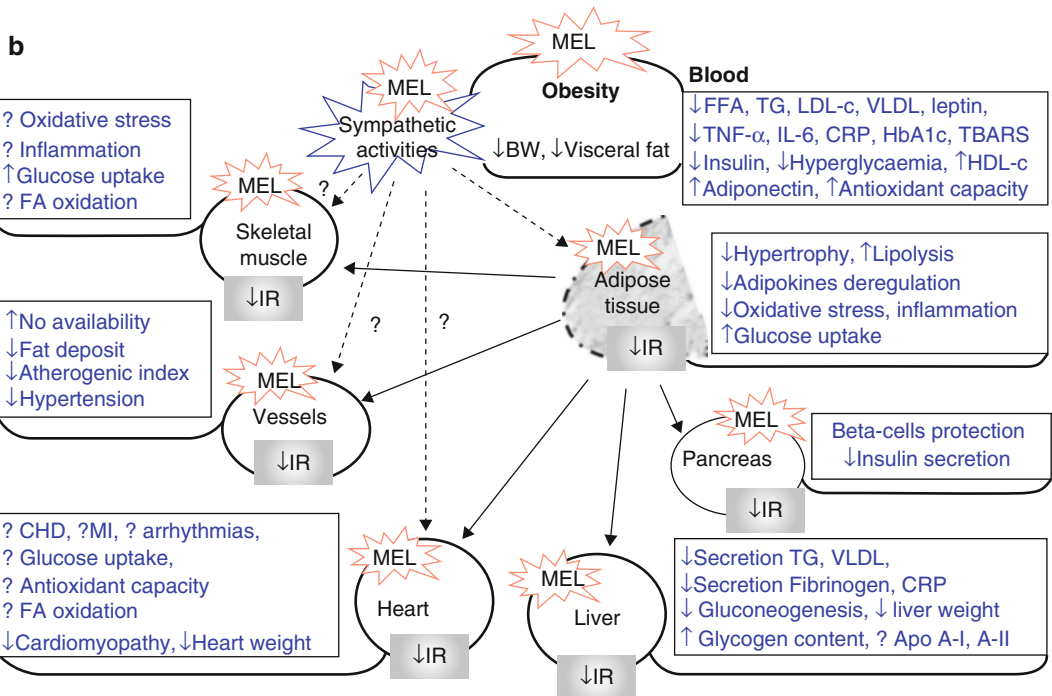 b
MEL
Obesity
↓BW, ↓Visceral fat
MEL
Sympathetic
activities
Blood
↓FFA, TG, LDL-c, VLDL, leptin,
↓TNF-α, IL-6, CRP, HbA1c, TBARS
↓Insulin, ↓Hyperglycaemia, ↑HDL-c
↑Adiponectin, ↑Antioxidant capacity
? Oxidative stress
? Inflammation
↑Glucose uptake
? FA oxidation
MEL
Skeletal
muscle
↓IR
?
MEL
Adipose
tissue
↓IR
↓Hypertrophy, ↑Lipolysis
↓Adipokines deregulation
↓Oxidative stress, inflammation
↑Glucose uptake
↑No availability
↓Fat deposit
↓Atherogenic index
↓Hypertension
?
?
MEL
Vessels
↓IR
MEL
Pancreas
↓IR
Beta-cells protection
↓Insulin secretion
? CHD, ?MI, ? arrhythmias,
? Glucose uptake,
? Antioxidant capacity
? FA oxidation
↓Cardiomyopathy, ↓Heart weight
MEL
Heart
↓IR
MEL
Liver
↓IR
↓Secretion TG, VLDL,
↓Secretion Fibrinogen, CRP
↓ Gluconeogenesis, ↓ liver weight
↑ Glycogen content, ? Apo A-I, A-II